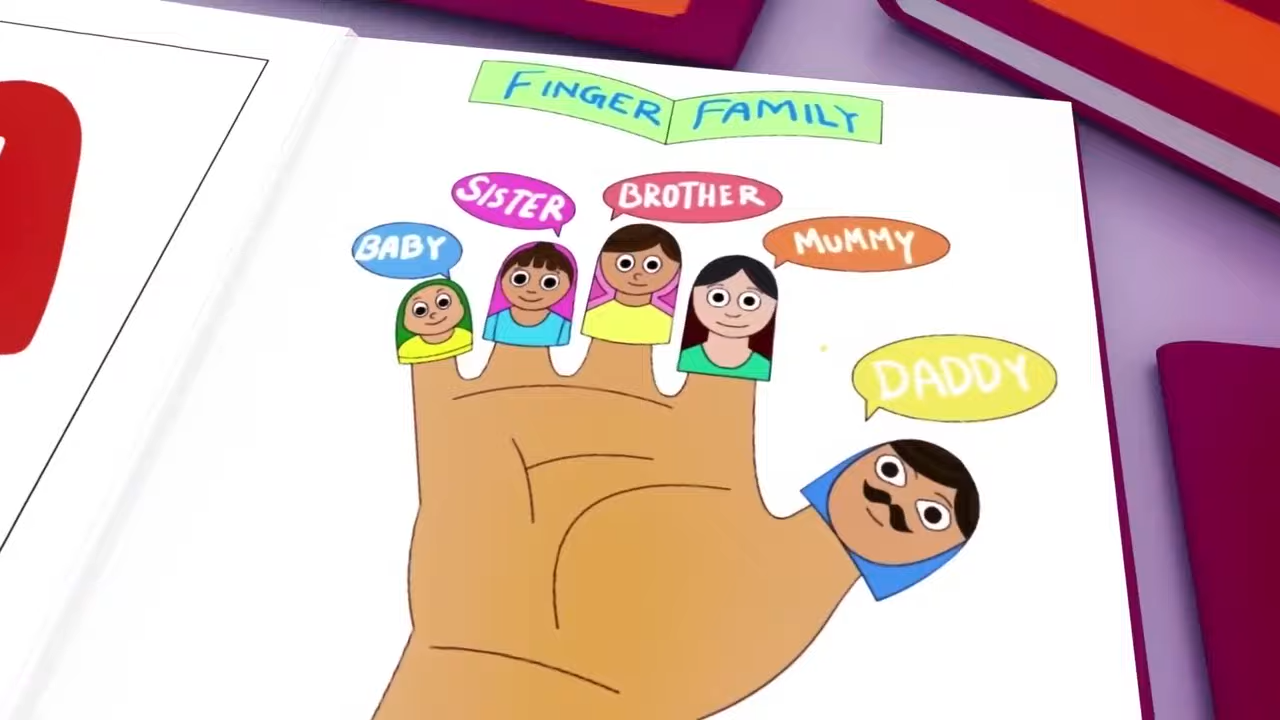 FINGER FAMILY
BABY
SISTER
BROTHER
MUMMY
DADDY